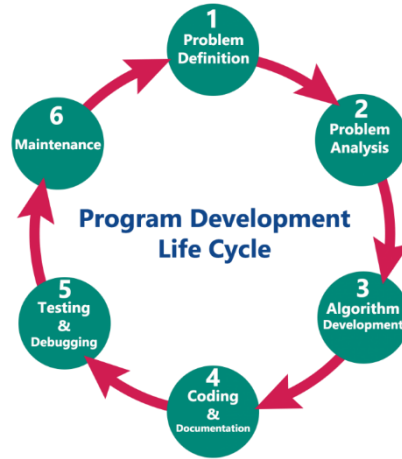 1
Problem
Definition
2
Problem
Analysis
3
Algorithm
Development
4
Coding
&
Documentation
5
Testing
&
Debugging
6
Maintenance
Program Development
Life Cycle